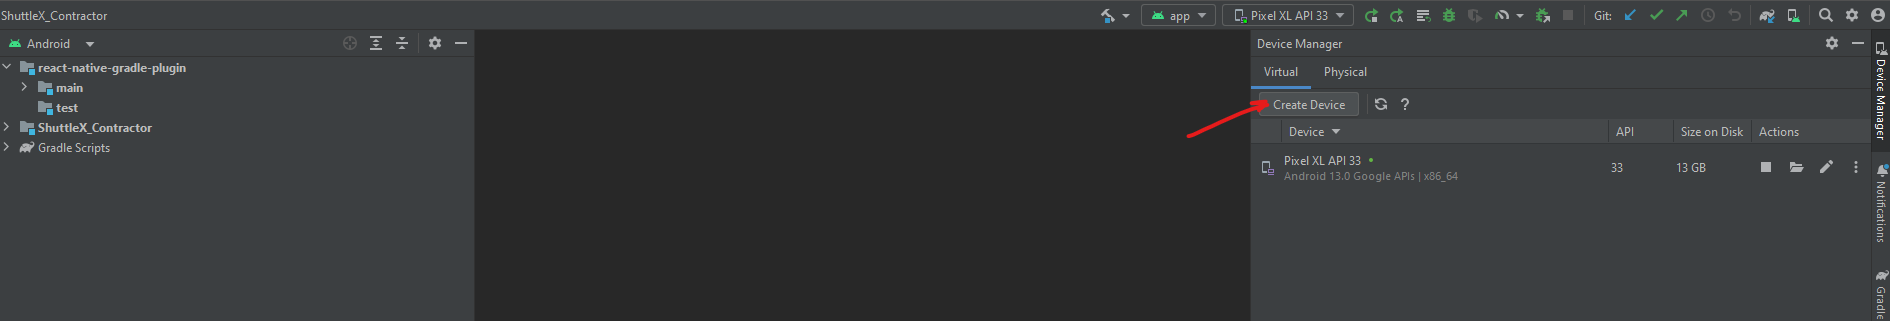 ShuttleX_Contractor
app
Pixel XL API 33
Git:
Android
react-native-gradle-plugin
main
test
ShuttleX_Contractor
Gradle Scripts
Device Manager
Virtual
Physical
Create Device
?
Device
API
Size on Disk
Actions
Pixel XL API 33
Android 13.0 Google APIs | x86_64
33
13 GB
Device Manager
Notifications
Gradle